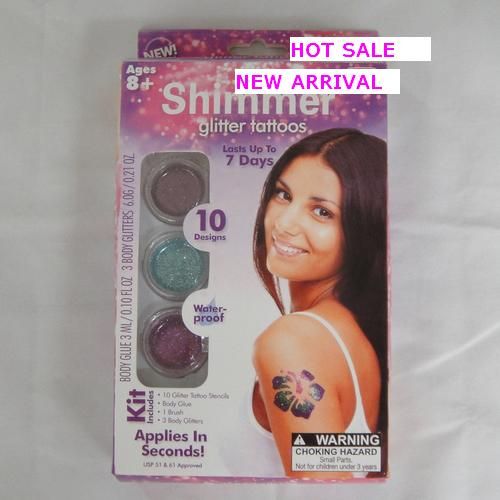 HOT SALE
NEW!
NEW ARRIVAL
Ages
8+
Shimmer
glitter tattoos
Lasts Up To
7 Days
10
Designs
Water-
proof
BODY GLUE 3 ML/0.10 FL.OZ 3 BODY GLITTERS 6.0G/0.21 OZ.
Kit
Includes
• 10 Glitter Tattoo Stencils
• Body Glue
• 1 Brush
• 3 Body Glitters
Applies In
Seconds!
USP 51 & 61 Approved
WARNING
CHOKING HAZARD
Small Parts.
Not for children under 3 years